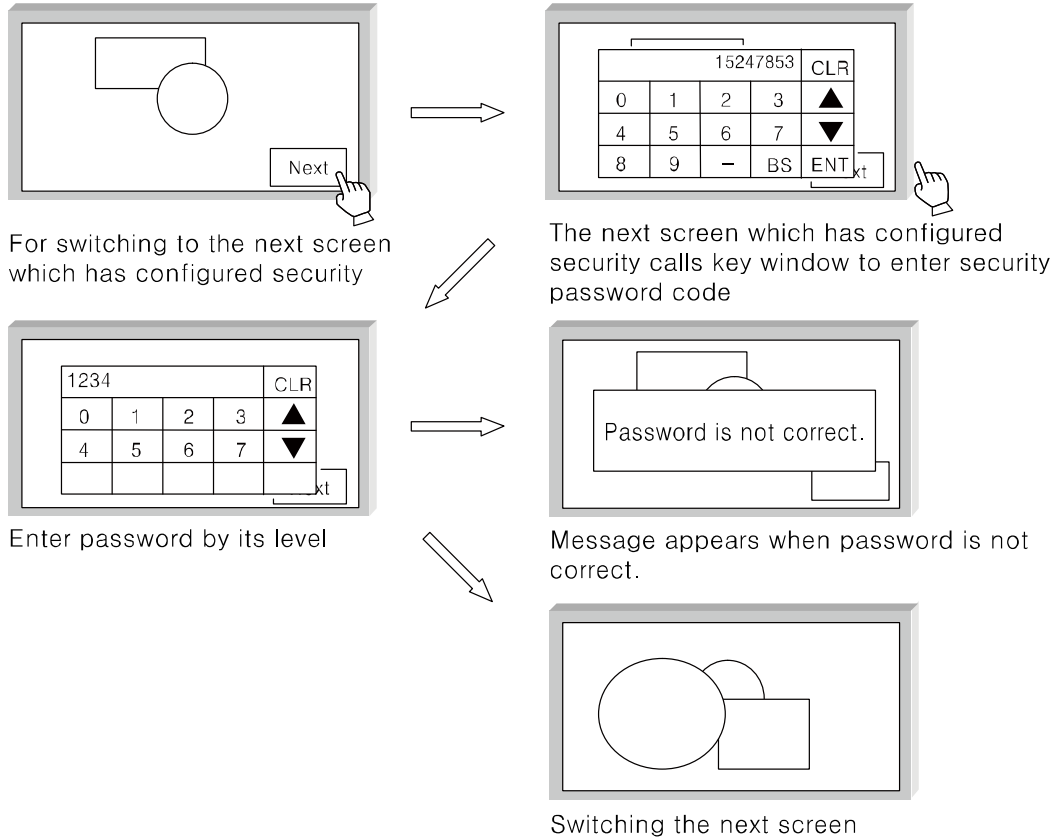 Next
For switching to the next screen
which has configured security
15247853 CLR
0 1 2 3 ▲
4 5 6 7 ▼
8 9 – BS ENT
xt
The next screen which has configured
security calls key window to enter security
password code
1234 CLR
0 1 2 3 ▲
4 5 6 7 ▼
Next
Enter password by its level
Password is not correct.
Message appears when password is not
correct.
Switching the next screen